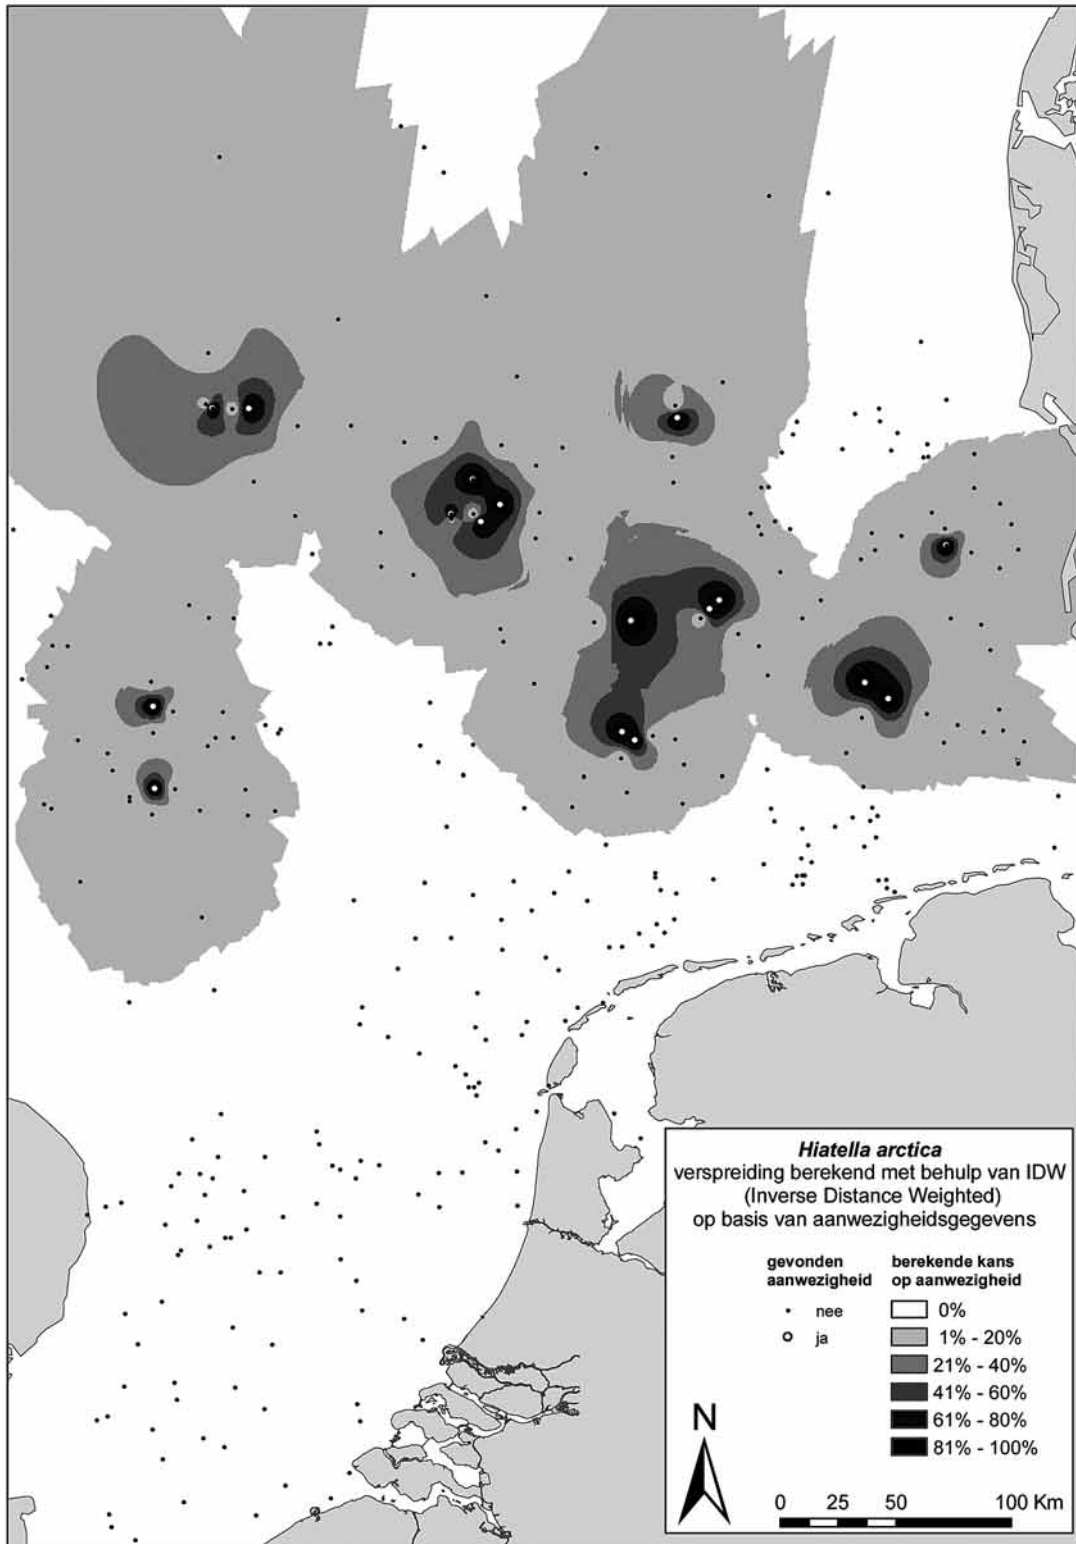 Hiatella arctica
verspreiding berekend met behulp van IDW
(Inverse Distance Weighted)
op basis van aanwezigheidsgegevens
gevonden
aanwezigheid
nee
ja
berekende kans
op aanwezigheid
0%
1% - 20%
21% - 40%
41% - 60%
61% - 80%
81% - 100%
N
0 25 50 100 Km